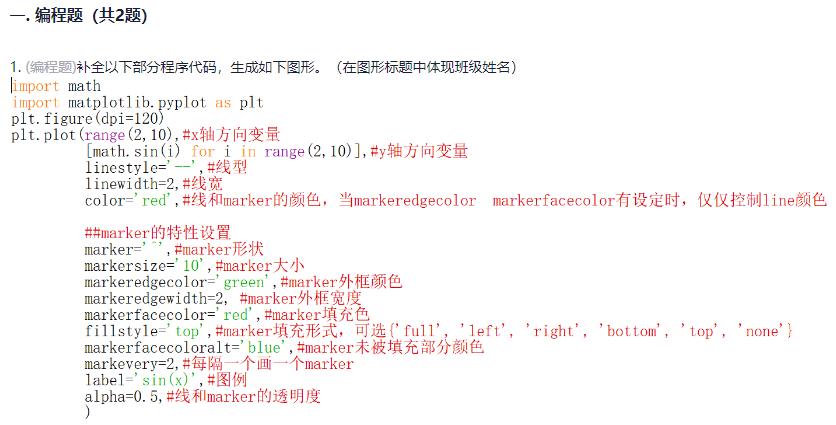 一. 编程题（共2题）
1. (编程题)补全以下部分程序代码，生成如下图形。（在图形标题中体现班级姓名）
import math
import matplotlib.pyplot as plt
plt.figure(dpi=120)
plt.plot(range(2,10),#x轴方向变量
[math.sin(i) for i in range(2,10)],#y轴方向变量
linestyle='--',#线型
linewidth=2,#线宽
color='red',#线和marker的颜色，当markeredgecolor markerfacecolor有设定时，仅仅控制line颜色
##marker的特性设置
marker='^',#marker形状
markersize='10',#marker大小
markeredgecolor='green',#marker外框颜色
markeredgewidth=2, #marker外框宽度
markerfacecolor='red',#marker填充色
fillstyle='top',#marker填充形式，可选{'full', 'left', 'right', 'bottom', 'top', 'none'}
markerfacecoloralt='blue',#marker未被填充部分颜色
markevery=2,#每隔一个画一个marker
label='sin(x)',#图例
alpha=0.5,#线和marker的透明度
)